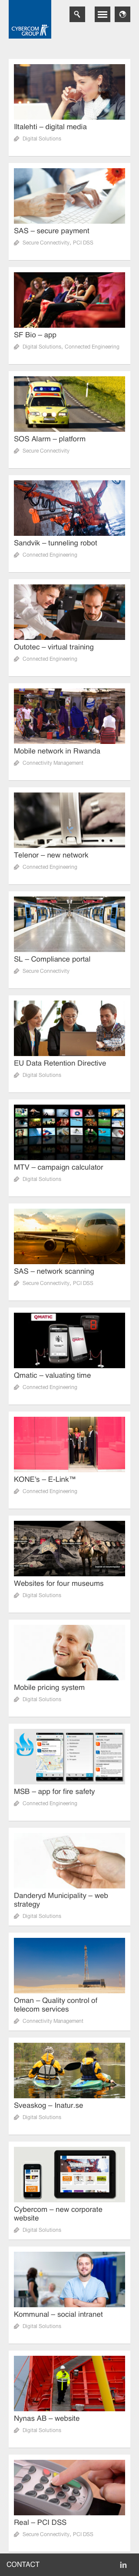 CYBERCOM
GROUP
Iltalehti – digital media
Digital Solutions
SAS – secure payment
Secure Connectivity, PCI DSS
SF Bio – app
Digital Solutions, Connected Engineering
SOS Alarm – platform
Secure Connectivity
Sandvik – tunneling robot
Connected Engineering
Outotec – virtual training
Connected Engineering
Mobile network in Rwanda
Connectivity Management
Telenor – new network
Connected Engineering
SL – Compliance portal
Secure Connectivity
EU Data Retention Directive
Digital Solutions
MTV – campaign calculator
Digital Solutions
SAS – network scanning
Secure Connectivity, PCI DSS
QMATIC
Qmatic – valuating time
Connected Engineering
KONE's – E-Link™
Connected Engineering
Websites for four museums
Digital Solutions
Mobile pricing system
Digital Solutions
MSB – app for fire safety
Connected Engineering
Danderyd Municipality – web
strategy
Digital Solutions
Oman – Quality control of
telecom services
Connectivity Management
Sveaskog – Inatur.se
Digital Solutions
Cybercom – new corporate
website
Digital Solutions
Kommunal – social intranet
Digital Solutions
Nynas AB – website
Digital Solutions
Real – PCI DSS
Secure Connectivity, PCI DSS
CONTACT
in